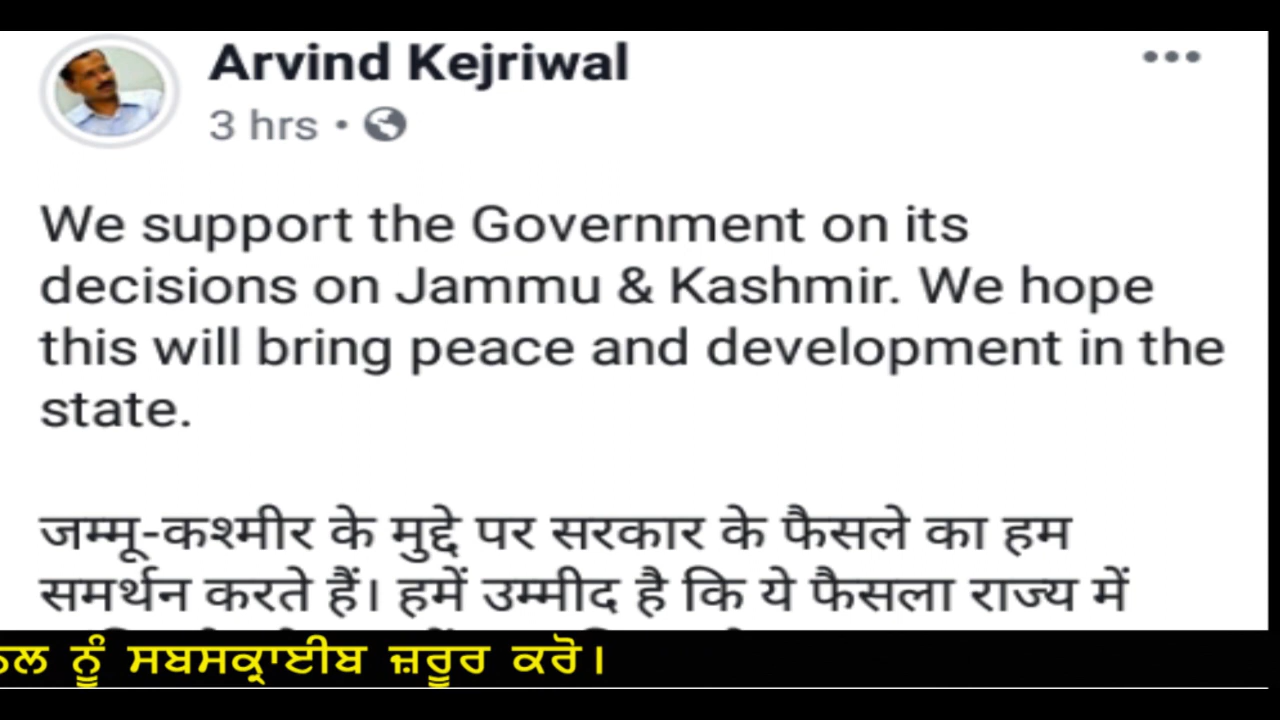 Arvind Kejriwal
3 hrs •
We support the Government on its
decisions on Jammu & Kashmir. We hope
this will bring peace and development in the
state.
जम्मू-कश्मीर के मुद्दे पर सरकार के फैसले का हम
समर्थन करते हैं। हमें उम्मीद है कि ये फैसला राज्य में
ਨੂੰ ਸਬਸਕ੍ਰਾਈਬ ਜ਼ਰੂਰ ਕਰੋ।